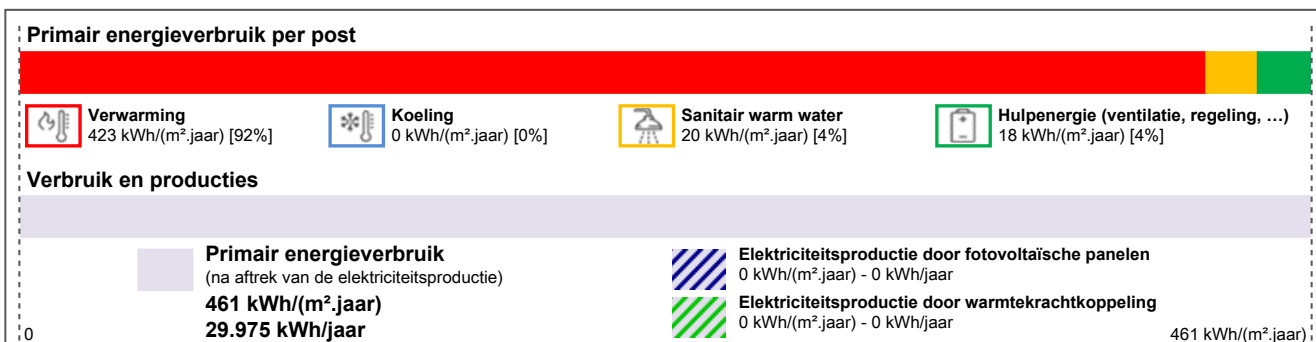 Primair energieverbruik per post
Verwarming
423 kWh/(m².jaar) [92%]
Koeling
0 kWh/(m².jaar) [0%]
Sanitair warm water
20 kWh/(m².jaar) [4%]
Hulpenergie (ventilatie, regeling, …)
18 kWh/(m².jaar) [4%]
Verbruik en producties
Primair energieverbruik
(na aftrek van de elektriciteitsproductie)
461 kWh/(m².jaar)
29.975 kWh/jaar
Elektriciteitsproductie door fotovoltaïsche panelen
0 kWh/(m².jaar) - 0 kWh/jaar
Elektriciteitsproductie door warmtekrachtkoppeling
0 kWh/(m².jaar) - 0 kWh/jaar
0
461 kWh/(m².jaar)